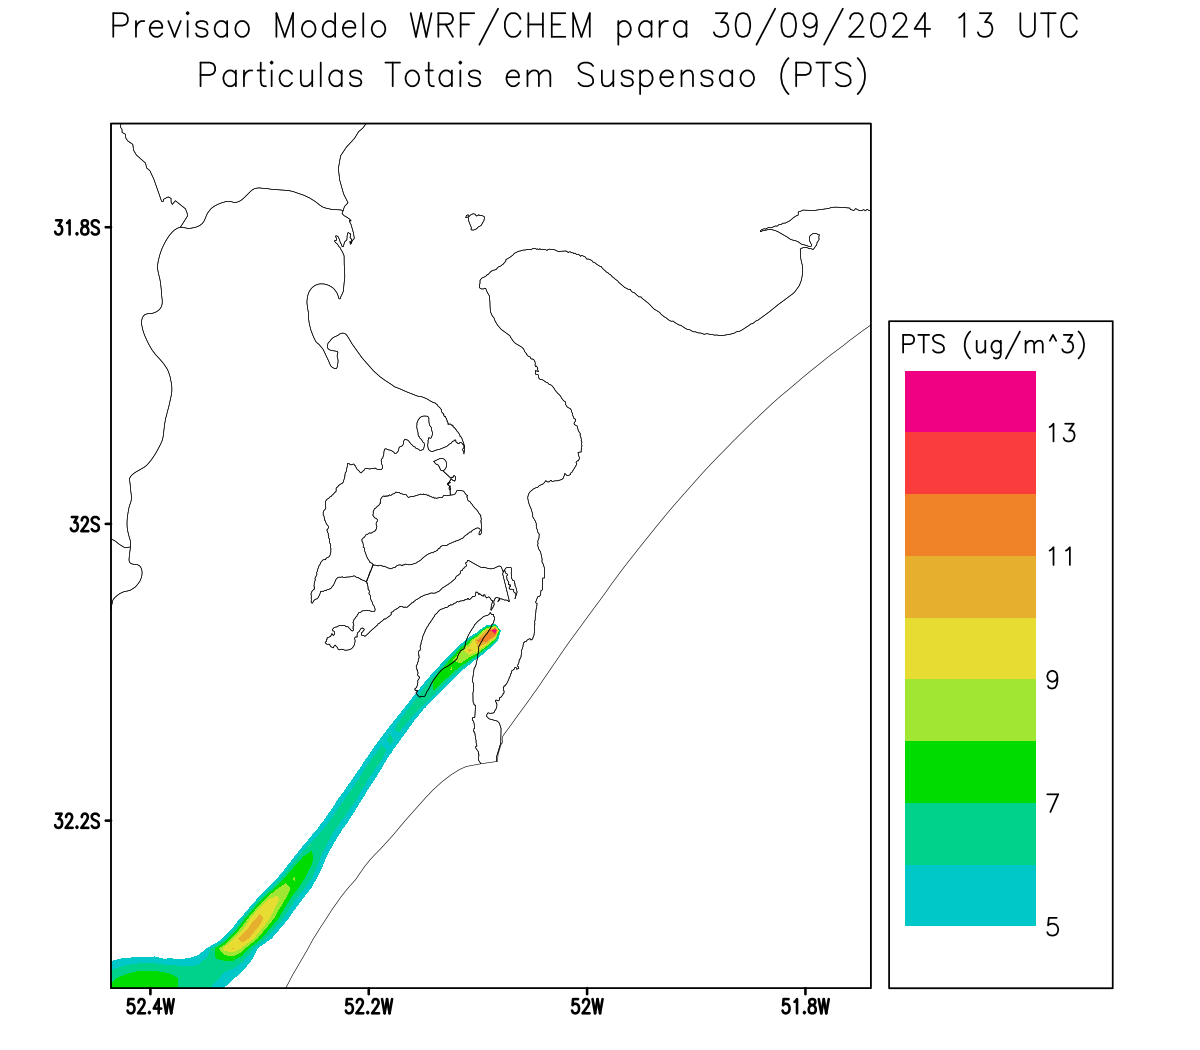 Previsao Modelo WRF/CHEM para 30/09/2024 13 UTC
Particulas Totais em Suspensao (PTS)
31.8S
32S
32.2S
52.4W
52.2W
52W
51.8W
PTS (ug/m^3)
13
11
9
7
5